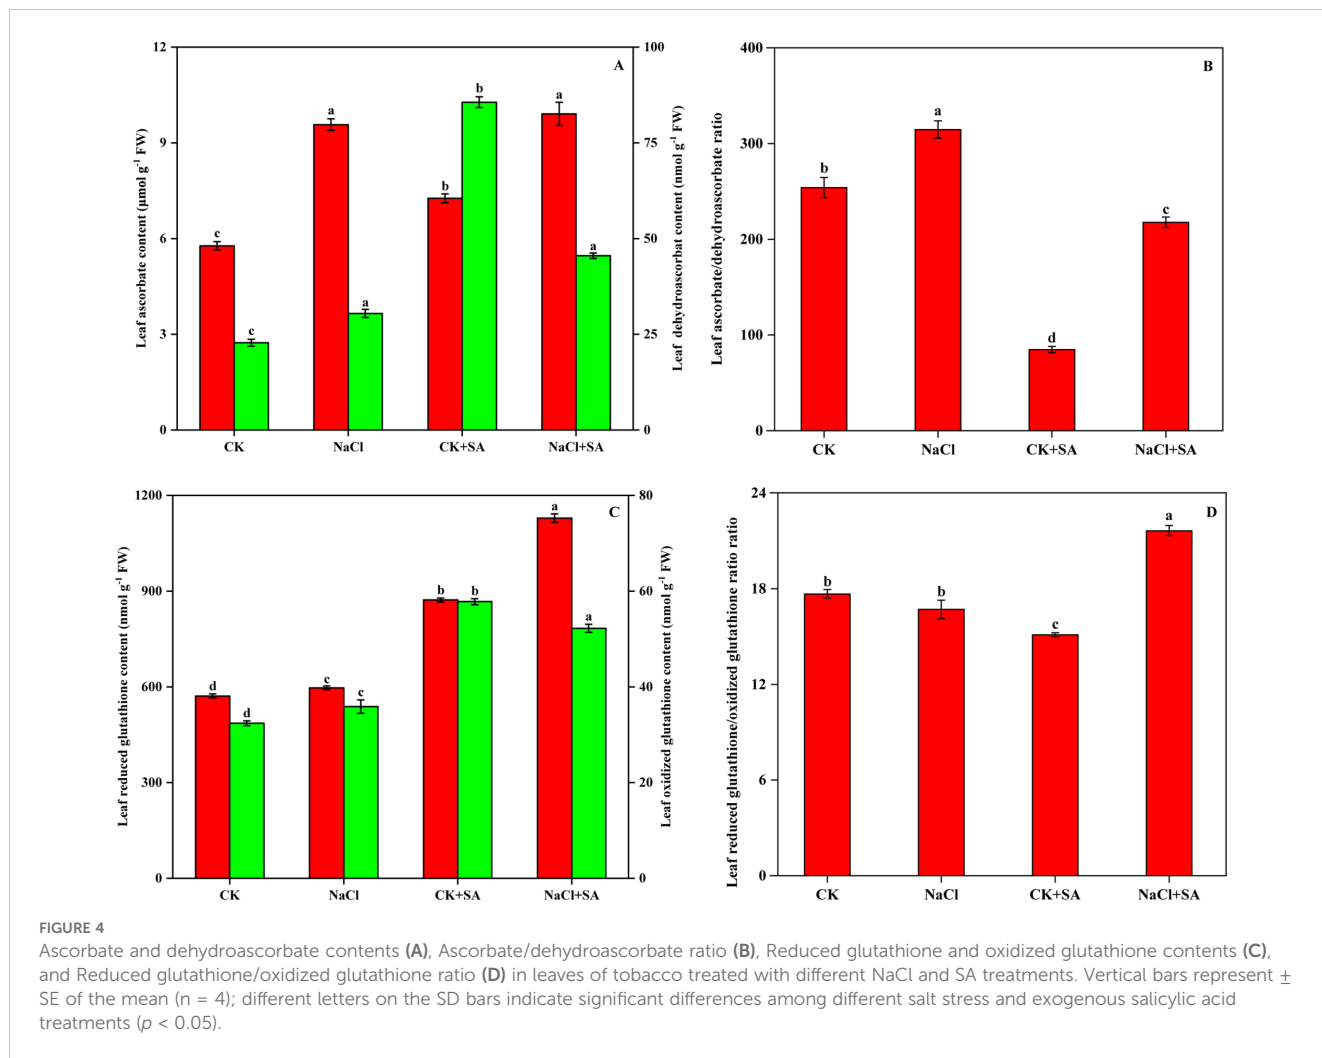 A
12
9
6
3
0
100
75
50
25
0
Leaf ascorbate content (µmol g⁻¹ FW)
Leaf dehydroascorbat content (nmol g⁻¹ FW)
c
c
a
a
b
b
a
a
CK
NaCl
CK+SA
NaCl+SA
B
400
300
200
100
0
Leaf ascorbate/dehydroascorbate ratio
b
a
d
c
CK
NaCl
CK+SA
NaCl+SA
C
1200
900
600
300
0
80
60
40
20
0
Leaf reduced glutathione content (nmol g⁻¹ FW)
Leaf oxidized glutathione content (nmol g⁻¹ FW)
d
d
c
c
b
b
a
a
CK
NaCl
CK+SA
NaCl+SA
D
24
18
12
6
0
Leaf reduced glutathione/oxidized glutathione ratio ratio
b
b
c
a
CK
NaCl
CK+SA
NaCl+SA
FIGURE 4
Ascorbate and dehydroascorbate contents (A), Ascorbate/dehydroascorbate ratio (B), Reduced glutathione and oxidized glutathione contents (C),
and Reduced glutathione/oxidized glutathione ratio (D) in leaves of tobacco treated with different NaCl and SA treatments. Vertical bars represent ±
SE of the mean (n = 4); different letters on the SD bars indicate significant differences among different salt stress and exogenous salicylic acid
treatments (p < 0.05).